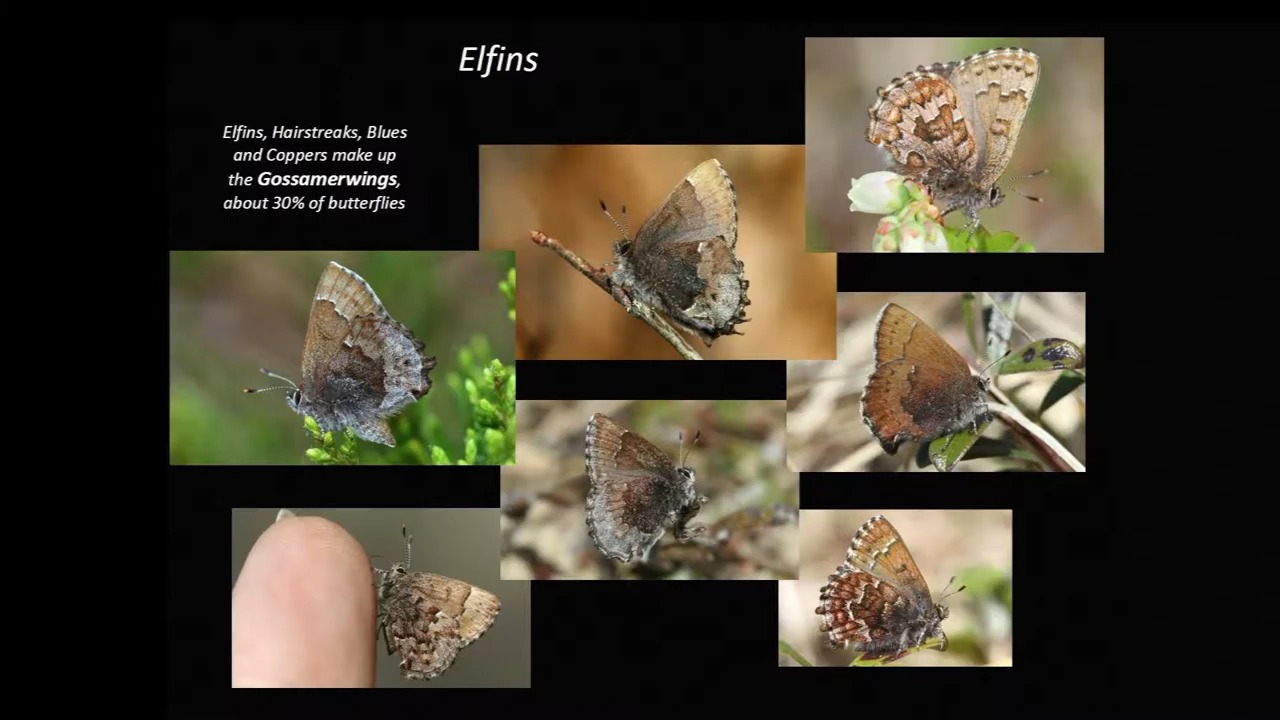 Elfins
Elfins, Hairstreaks, Blues
and Coppers make up
the Gossamerwings,
about 30% of butterflies